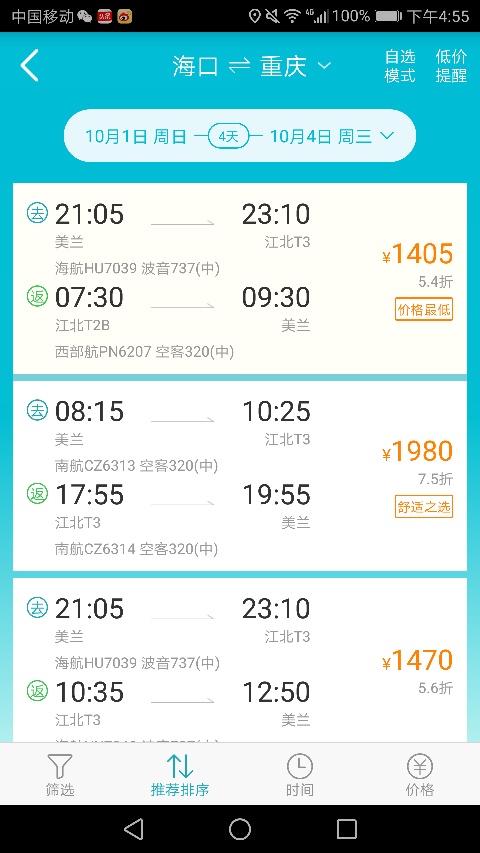 中国移动 头条 4G 100% 下午4:55
海口 ⇌ 重庆
自选模式
低价提醒
10月1日 周日 4天 10月4日 周三
去 21:05 23:10
美兰 江北T3
海航HU7039 波音737(中)
¥1405
5.4折
价格最低
返 07:30 09:30
江北T2B 美兰
西部航PN6207 空客320(中)
去 08:15 10:25
美兰 江北T3
南航CZ6313 空客320(中)
¥1980
7.5折
舒适之选
返 17:55 19:55
江北T3 美兰
南航CZ6314 空客320(中)
去 21:05 23:10
美兰 江北T3
海航HU7039 波音737(中)
¥1470
5.6折
返 10:35 12:50
江北T3 美兰
筛选 推荐排序 时间 价格